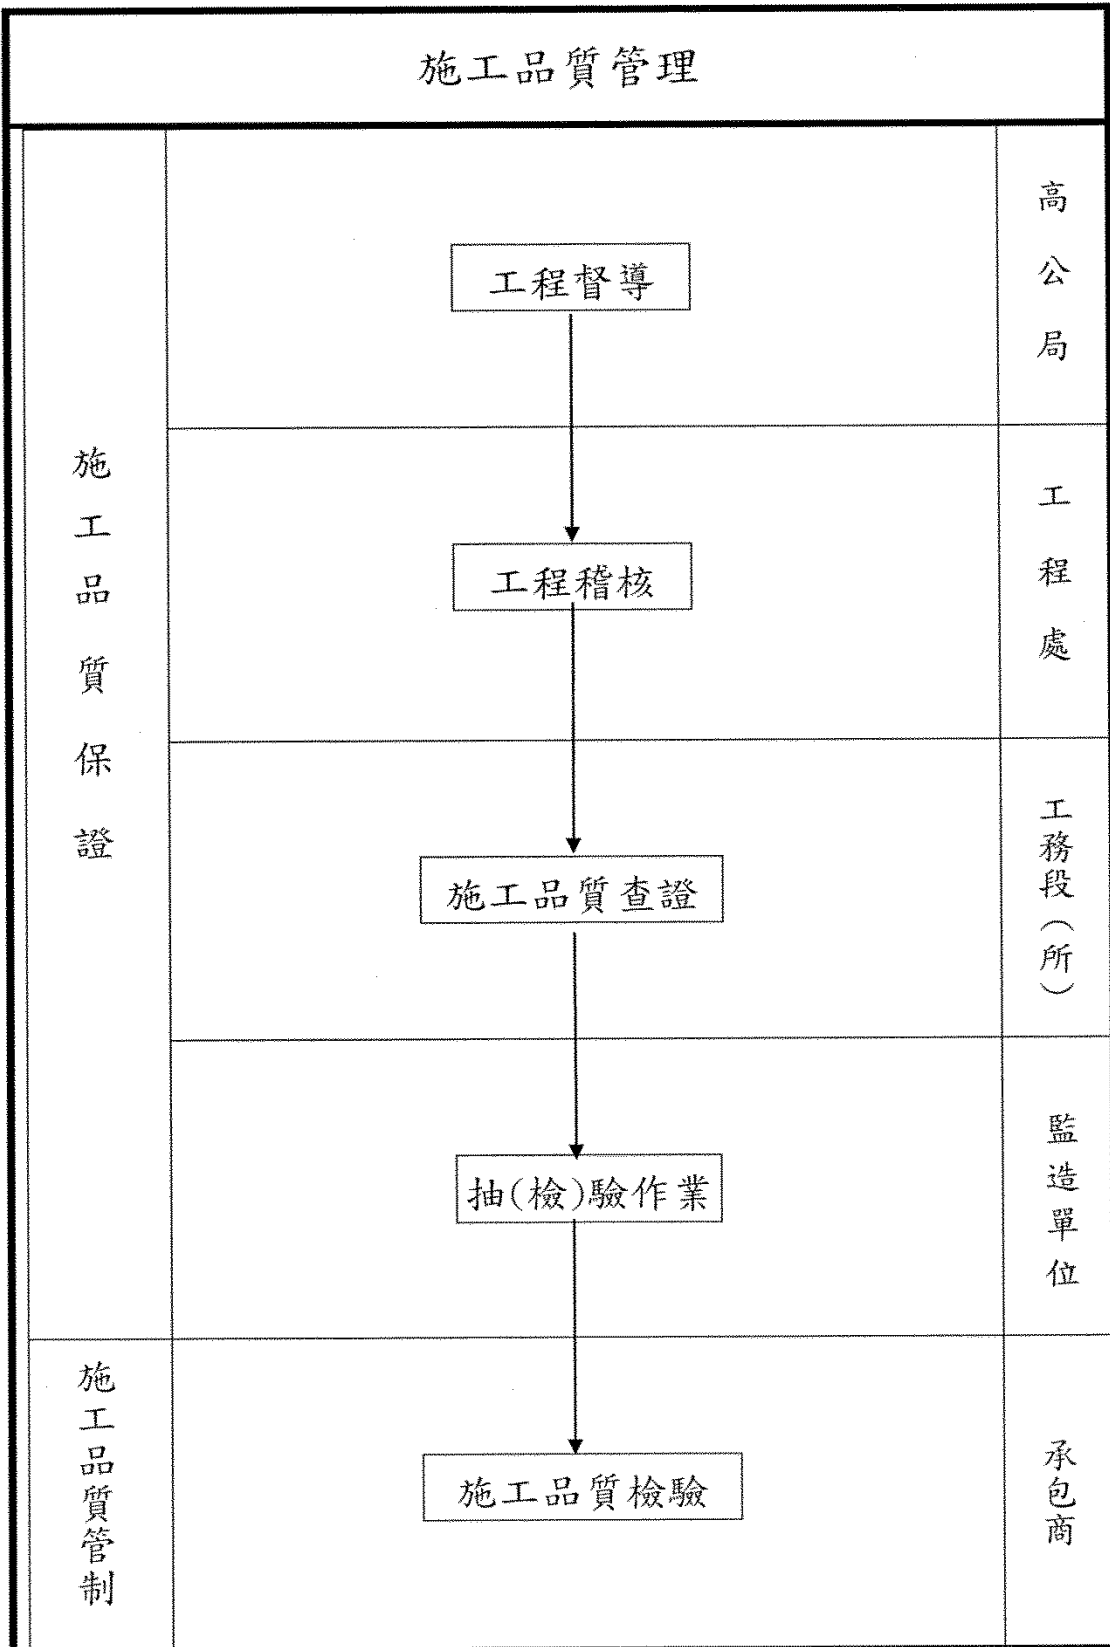 施工品質管理
施工品質保證
工程督導
高公局
工程稽核
工程處
施工品質查證
工務段（所）
抽(檢)驗作業
監造單位
施工品質管制
施工品質檢驗
承包商